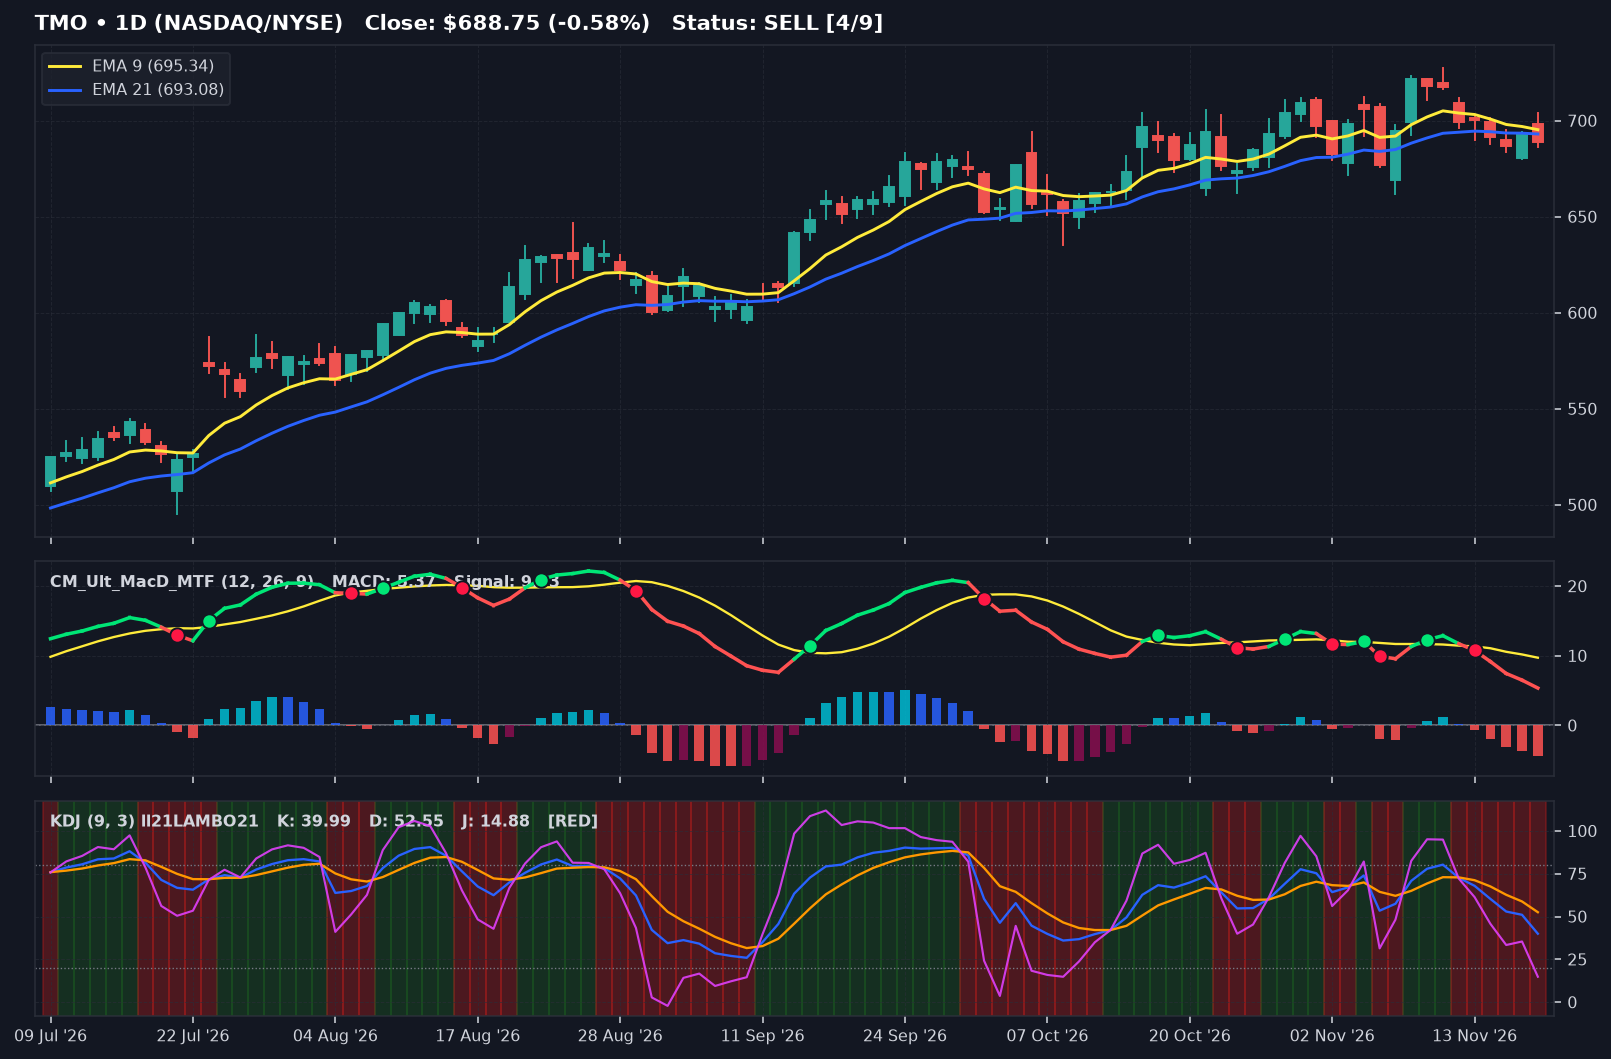 TMO • 1D (NASDAQ/NYSE)   Close: $688.75 (-0.58%)   Status: SELL [4/9]
EMA 9 (695.34)
EMA 21 (693.08)
700
650
600
550
500
CM_Ult_MacD_MTF (12, 26, 9)   MACD: 5.37   Signal: 9.
20
10
0
KDJ (9, 3) II21LAMBO21   K: 39.99   D: 52.55   J: 14.88   [RED]
100
75
50
25
0
09 Jul '26   22 Jul '26   04 Aug '26   17 Aug '26   28 Aug '26   11 Sep '26   24 Sep '26   07 Oct '26   20 Oct '26   02 Nov '26   13 Nov '26